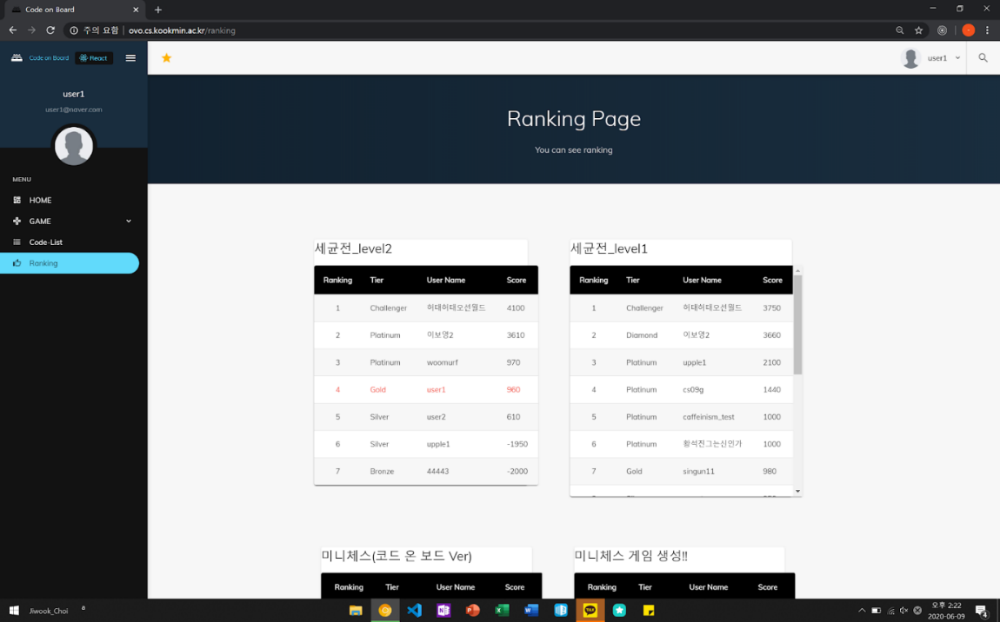 Code on Board
주의 요함 | ovo.cs.kookmin.ac.kr/ranking
Code on Board React
user1
user1
user1@naver.com
MENU
HOME
GAME
Code-List
Ranking
Ranking Page
You can see ranking
세균전_level2
Ranking Tier User Name Score
1 Challenger 허태허태오션월드 4100
2 Platinum 이보영2 3610
3 Platinum woomurf 970
4 Gold user1 960
5 Silver user2 610
6 Silver upple1 -1950
7 Bronze 44443 -2000
세균전_level1
Ranking Tier User Name Score
1 Challenger 허태허태오션월드 3750
2 Diamond 이보영2 3660
3 Platinum upple1 2100
4 Platinum cs09g 1440
5 Platinum caffeinism_test 1000
6 Platinum 황석진그는신인가 1000
7 Gold singun11 980
미니체스(코드 온 보드 Ver)
Ranking Tier User Name Score
미니체스 게임 생성!!
Ranking Tier User Name Score
Jiwook_Choi
오후 2:22
2020-06-09
4